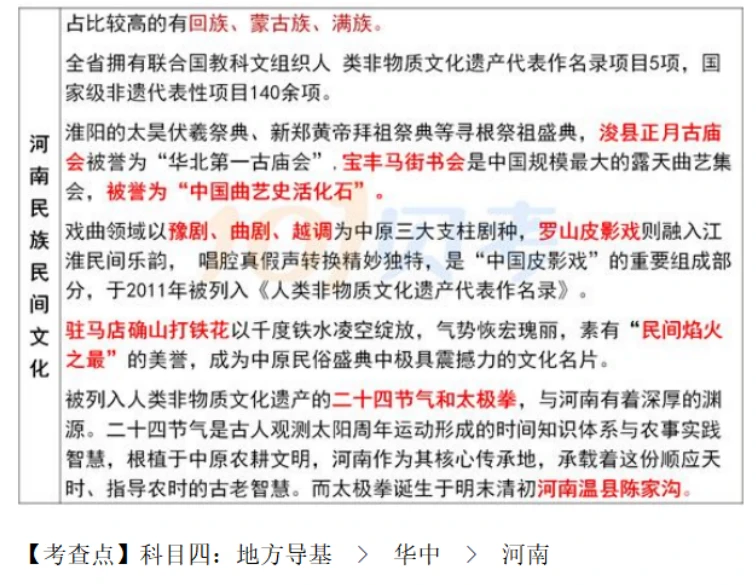 占比较高的有回族、蒙古族、满族。
全省拥有联合国教科文组织人 类非物质文化遗产代表作名录项目5项，国
家级非遗代表性项目140余项。
河南民族民间文化
淮阳的太昊伏羲祭典、新郑黄帝拜祖祭典等寻根祭祖盛典，浚县正月古庙
会被誉为“华北第一古庙会”.宝丰马街书会是中国规模最大的露天曲艺集
会，被誉为“中国曲艺史活化石”。
戏曲领域以豫剧、曲剧、越调为中原三大支柱剧种，罗山皮影戏则融入江
淮民间乐韵， 唱腔真假声转换精妙独特，是“中国皮影戏”的重要组成部
分，于2011年被列入《人类非物质文化遗产代表作名录》。
驻马店确山打铁花以千度铁水凌空绽放，气势恢宏瑰丽，素有“民间焰火
之最”的美誉，成为中原民俗盛典中极具震撼力的文化名片。
被列入人类非物质文化遗产的二十四节气和太极拳，与河南有着深厚的渊
源。二十四节气是古人观测太阳周年运动形成的时间知识体系与农事实践
智慧，根植于中原农耕文明，河南作为其核心传承地，承载着这份顺应天
时、指导农时的古老智慧。而太极拳诞生于明末清初河南温县陈家沟。
【考查点】科目四：地方导基 > 华中 > 河南